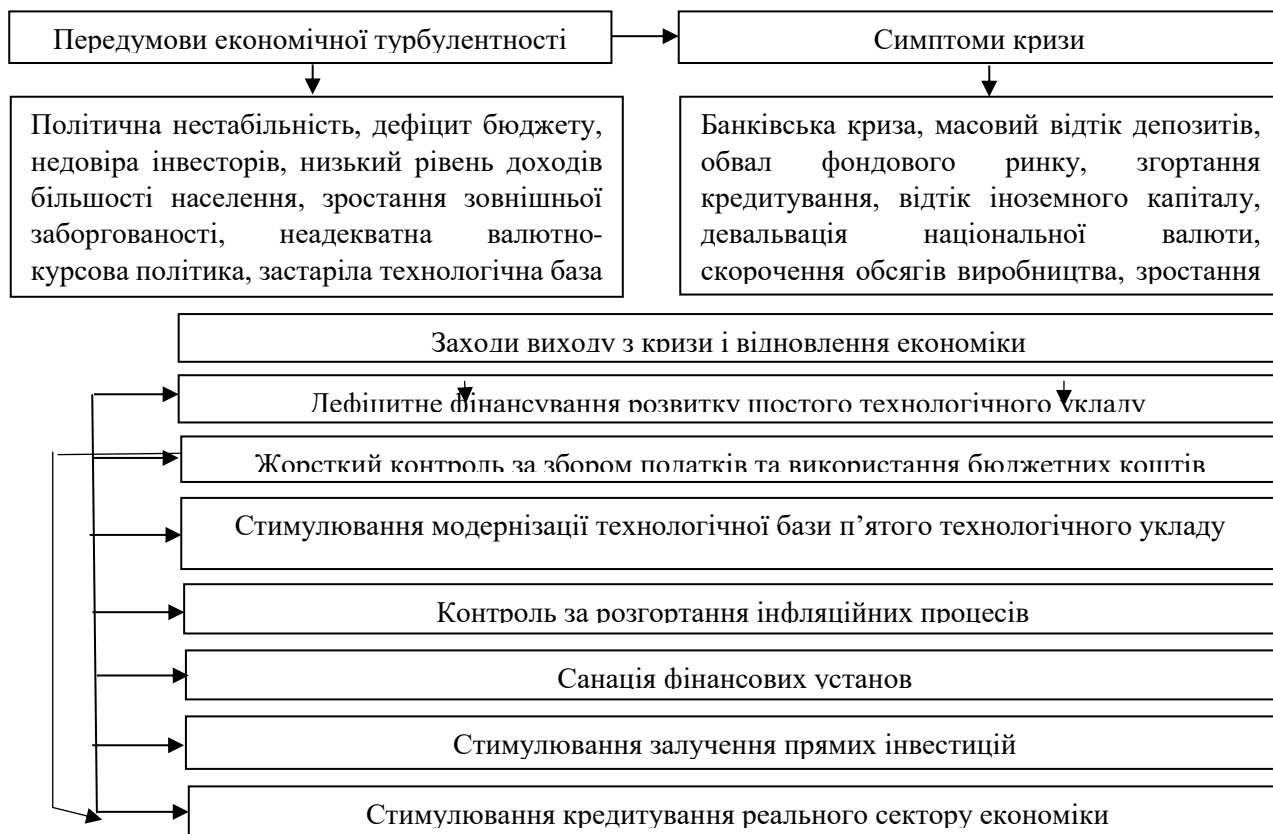 Передумови економічної турбулентності
Симптоми кризи
Політична нестабільність, дефіцит бюджету,
недовіра інвесторів, низький рівень доходів
більшості населення, зростання зовнішньої
заборгованості, неадекватна валютно-
курсова політика, застаріла технологічна база
Банківська криза, масовий відтік депозитів,
обвал фондового ринку, згортання
кредитування, відтік іноземного капіталу,
девальвація національної валюти,
скорочення обсягів виробництва, зростання
Заходи виходу з кризи і відновлення економіки
Дефіцитне фінансування розвитку шостого технологічного укладу
Жорсткий контроль за збором податків та використання бюджетних коштів
Стимулювання модернізації технологічної бази п’ятого технологічного укладу
Контроль за розгортання інфляційних процесів
Санація фінансових установ
Стимулювання залучення прямих інвестицій
Стимулювання кредитування реального сектору економіки